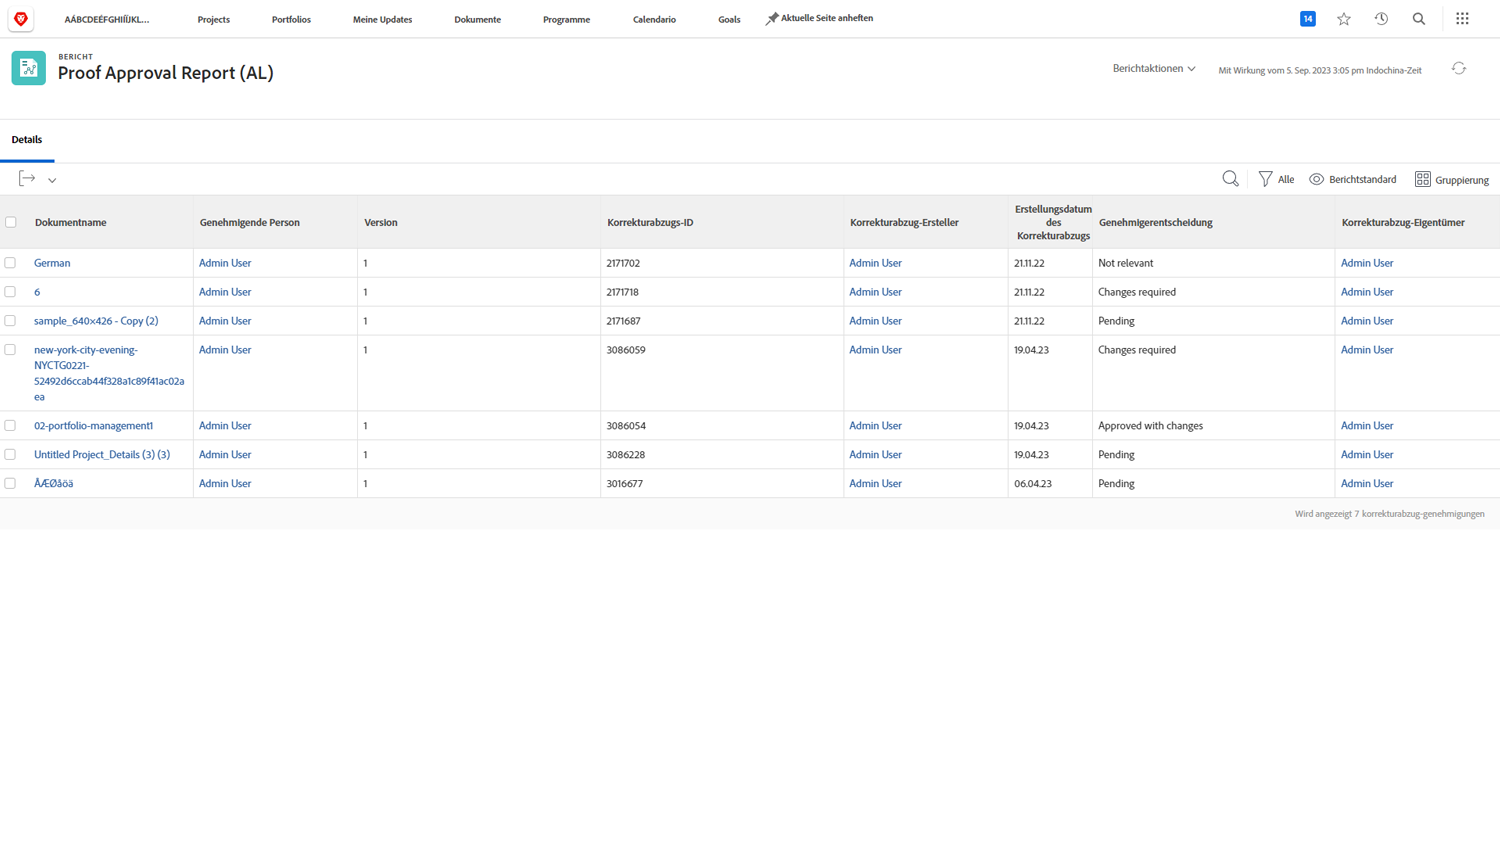 AÁBCDEÉFGHIÍÏJKL... Projects Portfolios Meine Updates Dokumente Programme Calendario Goals Aktuelle Seite anheften 14
BERICHT
Proof Approval Report (AL)
Berichtaktionen Mit Wirkung vom 5. Sep. 2023 3:05 pm Indochina-Zeit
Details
Alle Berichtstandard Gruppierung
Dokumentname Genehmigende Person Version Korrekturabzugs-ID Korrekturabzug-Ersteller Erstellungsdatum des Korrekturabzugs Genehmigerentscheidung Korrekturabzug-Eigentümer
German Admin User 1 2171702 Admin User 21.11.22 Not relevant Admin User
6 Admin User 1 2171718 Admin User 21.11.22 Changes required Admin User
sample_640×426 - Copy (2) Admin User 1 2171687 Admin User 21.11.22 Pending Admin User
new-york-city-evening- Admin User 1 3086059 Admin User 19.04.23 Changes required Admin User
NYCTG0221-
52492d6ccab44f328a1c89f41ac02a
ea
02-portfolio-management1 Admin User 1 3086054 Admin User 19.04.23 Approved with changes Admin User
Untitled Project_Details (3) (3) Admin User 1 3086228 Admin User 19.04.23 Pending Admin User
ÅÆØåöä Admin User 1 3016677 Admin User 06.04.23 Pending Admin User
Wird angezeigt 7 korrekturabzug-genehmigungen